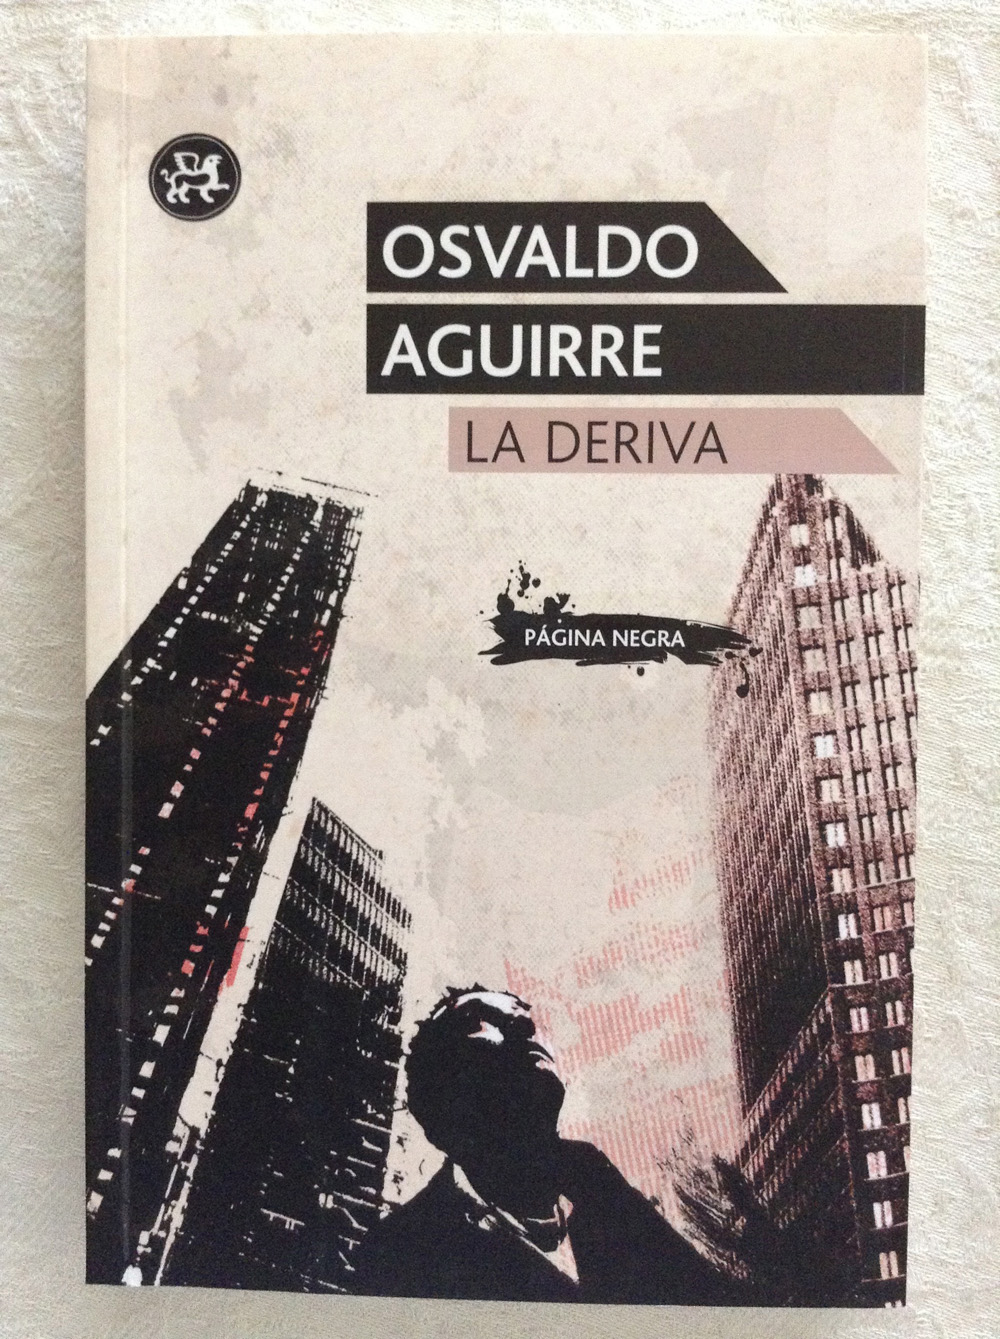 OSVALDO
AGUIRRE
LA DERIVA
PÁGINA NEGRA